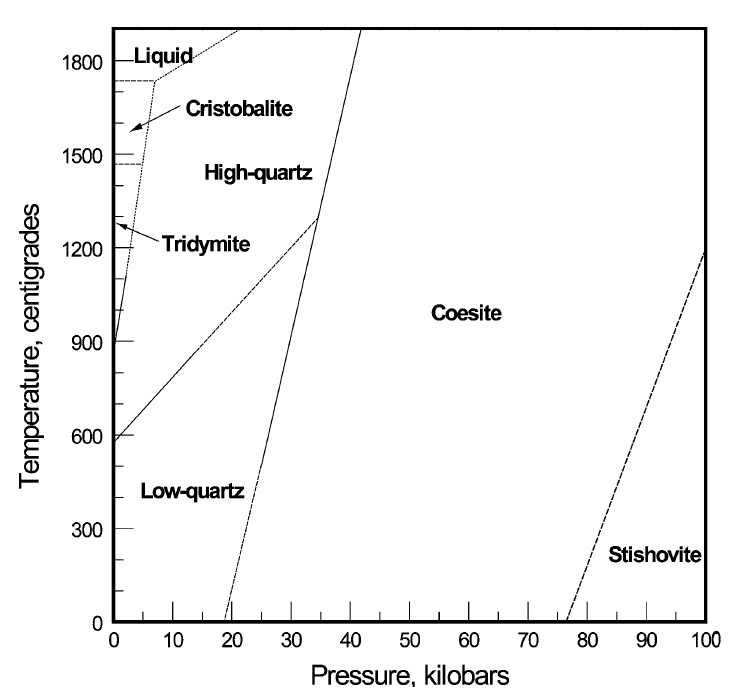 1800
Liquid
Cristobalite
1500
High-quartz
1200
Tridymite
Coesite
900
600
Low-quartz
300
Stishovite
0
0 10 20 30 40 50 60 70 80 90 100
Temperature, centigrades
Pressure, kilobars